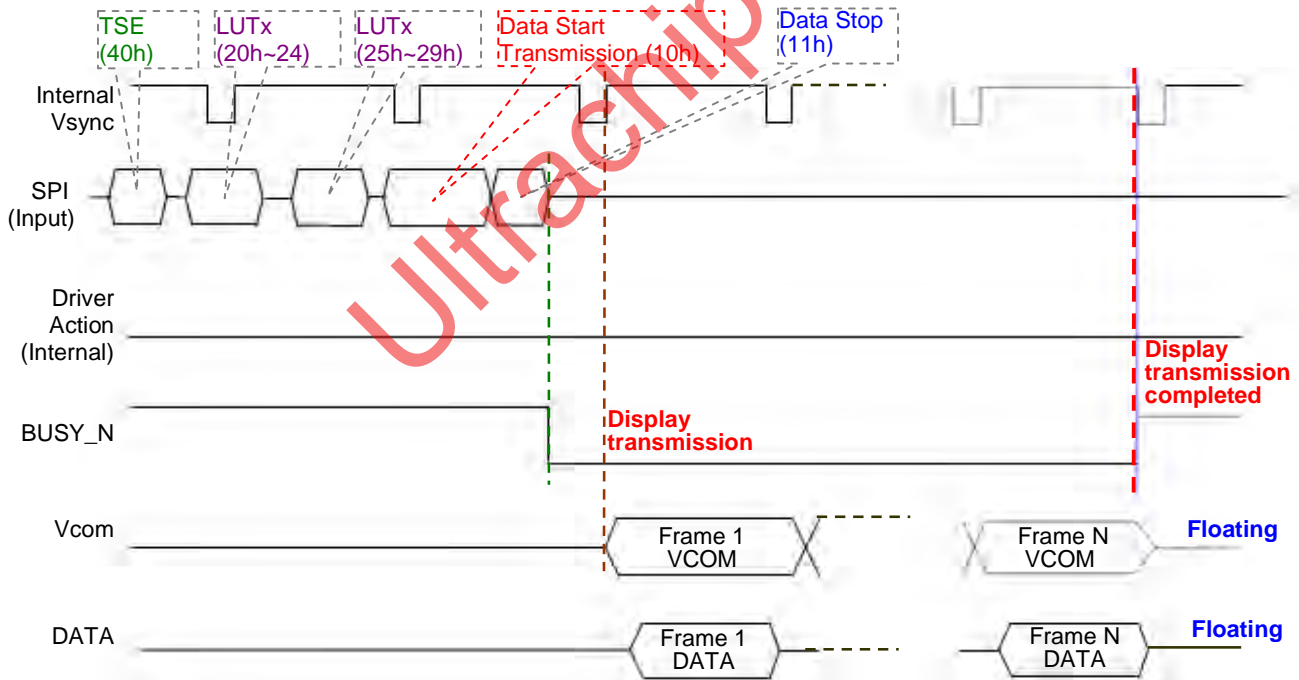 TSE
(40h)
LUTx
(20h~24)
LUTx
(25h~29h)
Data Start
Transmission (10h)
Data Stop
(11h)
Internal
Vsync
SPI
(Input)
Driver
Action
(Internal)
BUSY_N
Display
transmission
Display
transmission
completed
Vcom
Frame 1
VCOM
Frame N
VCOM
Floating
DATA
Frame 1
DATA
Frame N
DATA
Floating
Ultrachip